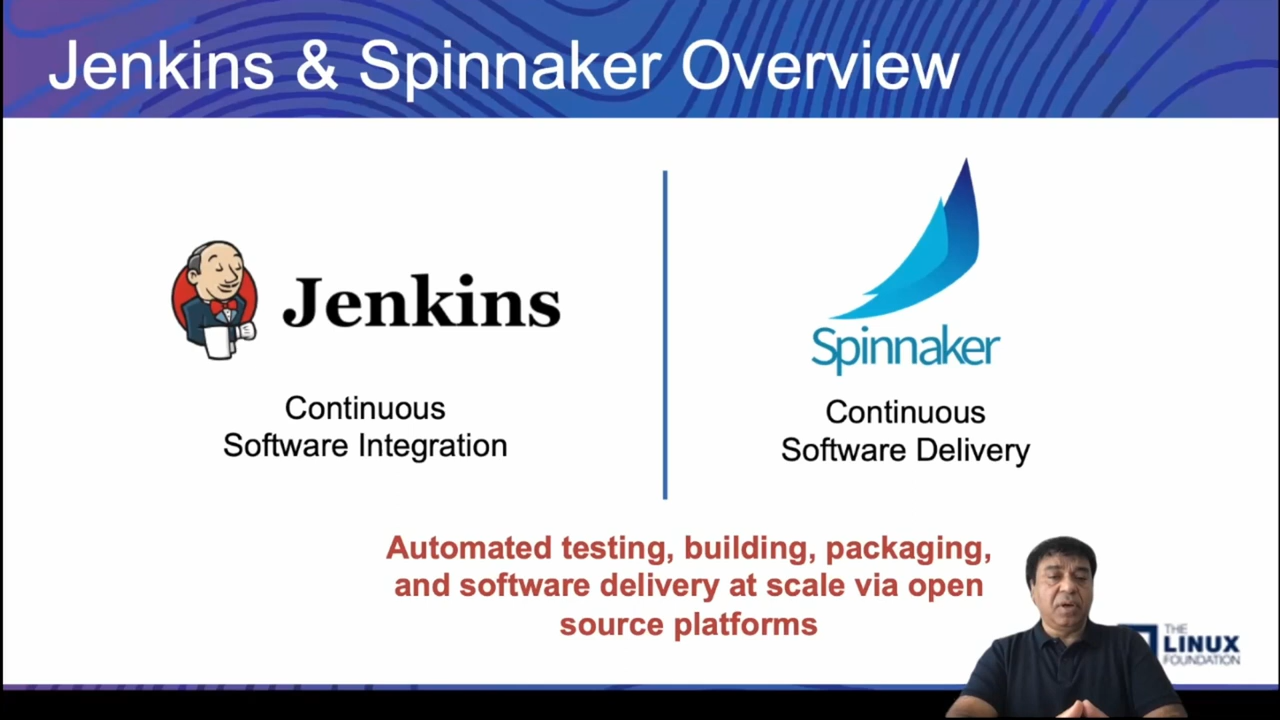 Jenkins & Spinnaker Overview
Jenkins
Continuous
Software Integration
Spinnaker
Continuous
Software Delivery
Automated testing, building, packaging,
and software delivery at scale via open
source platforms
THE
LINUX
FOUNDATION